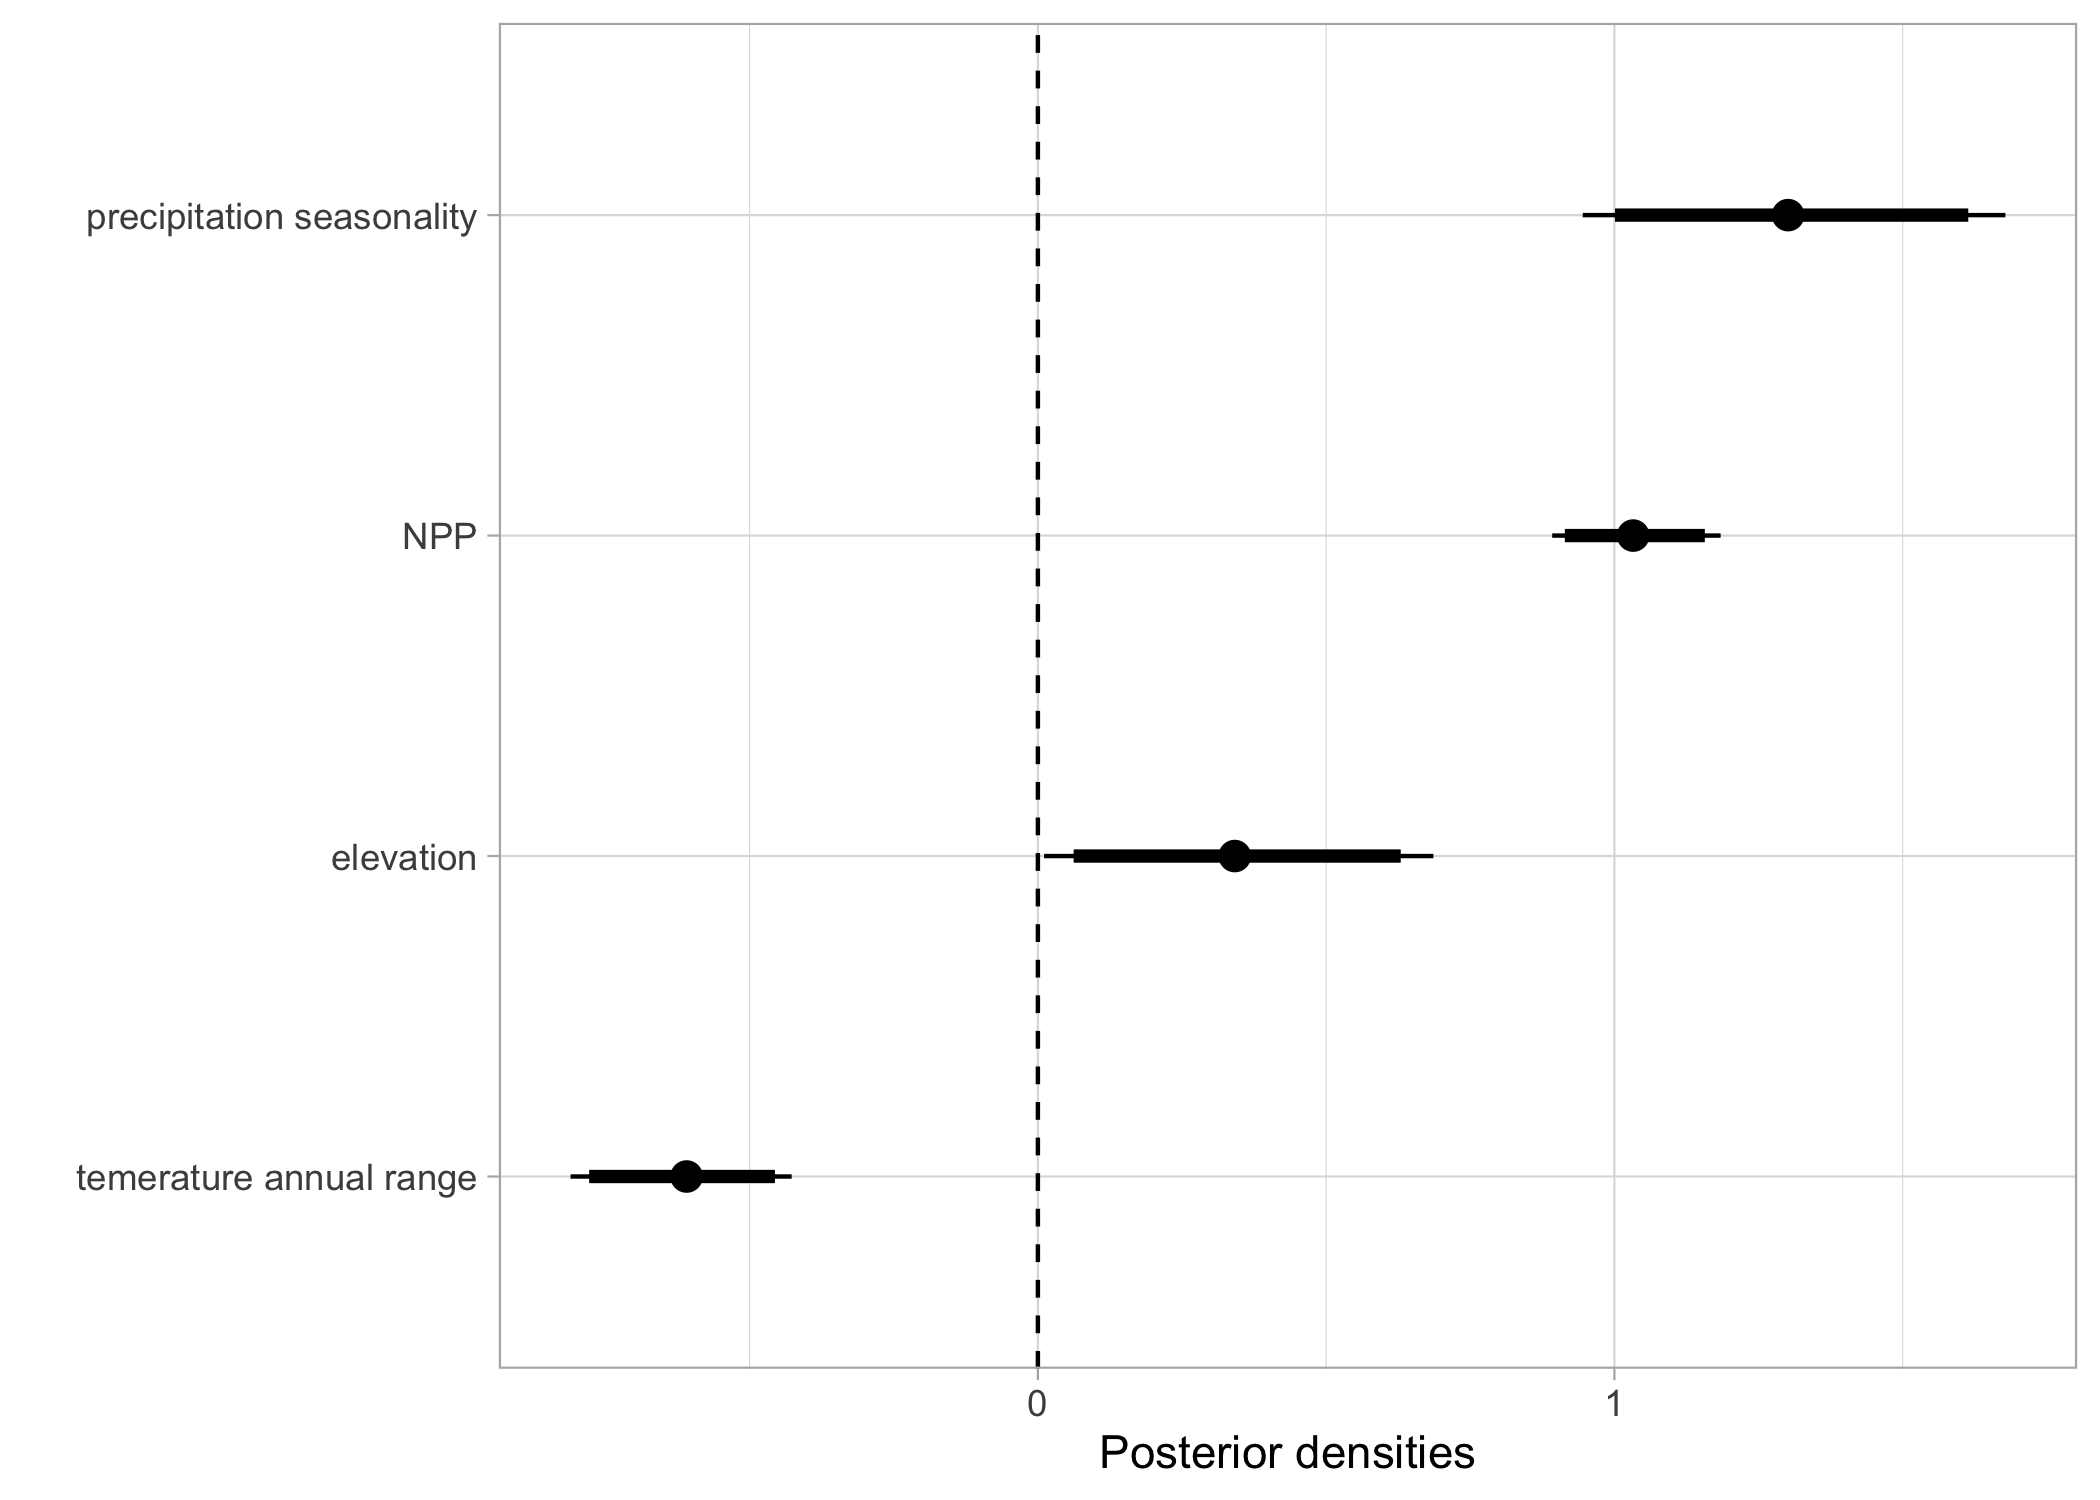 precipitation seasonality
NPP
elevation
temerature annual range
0
1
Posterior densities